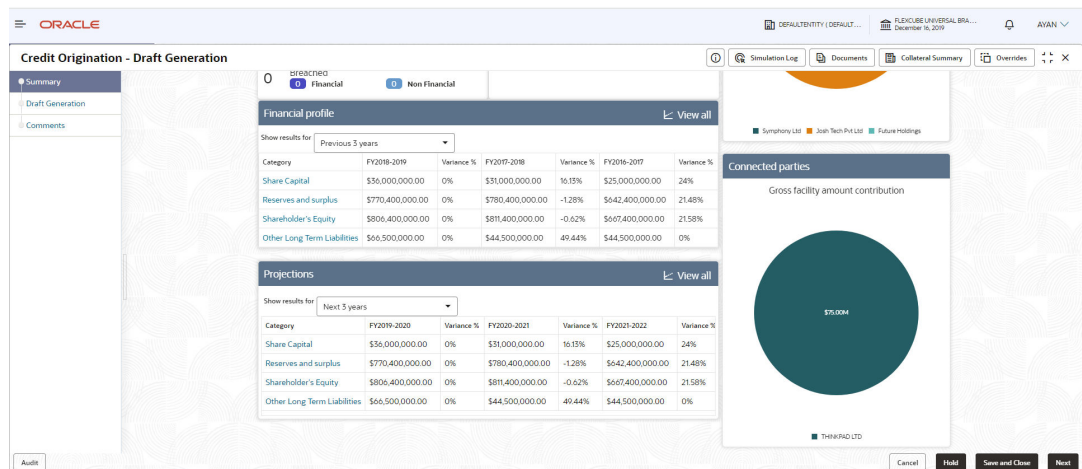 ORACLE
DEFAULTENTITY ( DEFAULT....
FLEXCUBE UNIVERSAL BRA...
December 16, 2019
AYAN
Credit Origination - Draft Generation
Simulation Log
Documents
Collateral Summary
Overrides
Summary
Draft Generation
Comments
0 Breached
0 Financial 0 Non Financial
Financial profile View all
Show results for Previous 3 years
Category FY2018-2019 Variance % FY2017-2018 Variance % FY2016-2017 Variance %
Share Capital $36,000,000.00 0% $31,000,000.00 16.13% $25,000,000.00 24%
Reserves and surplus $770,400,000.00 0% $780,400,000.00 -1.28% $642,400,000.00 21.48%
Shareholder's Equity $806,400,000.00 0% $811,400,000.00 -0.62% $667,400,000.00 21.58%
Other Long Term Liabilities $66,500,000.00 0% $44,500,000.00 49.44% $44,500,000.00 0%
Projections View all
Show results for Next 3 years
Category FY2019-2020 Variance % FY2020-2021 Variance % FY2021-2022 Variance %
Share Capital $36,000,000.00 0% $31,000,000.00 16.13% $25,000,000.00 24%
Reserves and surplus $770,400,000.00 0% $780,400,000.00 -1.28% $642,400,000.00 21.48%
Shareholder's Equity $806,400,000.00 0% $811,400,000.00 -0.62% $667,400,000.00 21.58%
Other Long Term Liabilities $66,500,000.00 0% $44,500,000.00 49.44% $44,500,000.00 0%
Symphony Ltd Josh Tech Pvt Ltd Future Holdings
Connected parties
Gross facility amount contribution
$75.00M
THINKPAD LTD
Audit
Cancel
Hold
Save and Close
Next